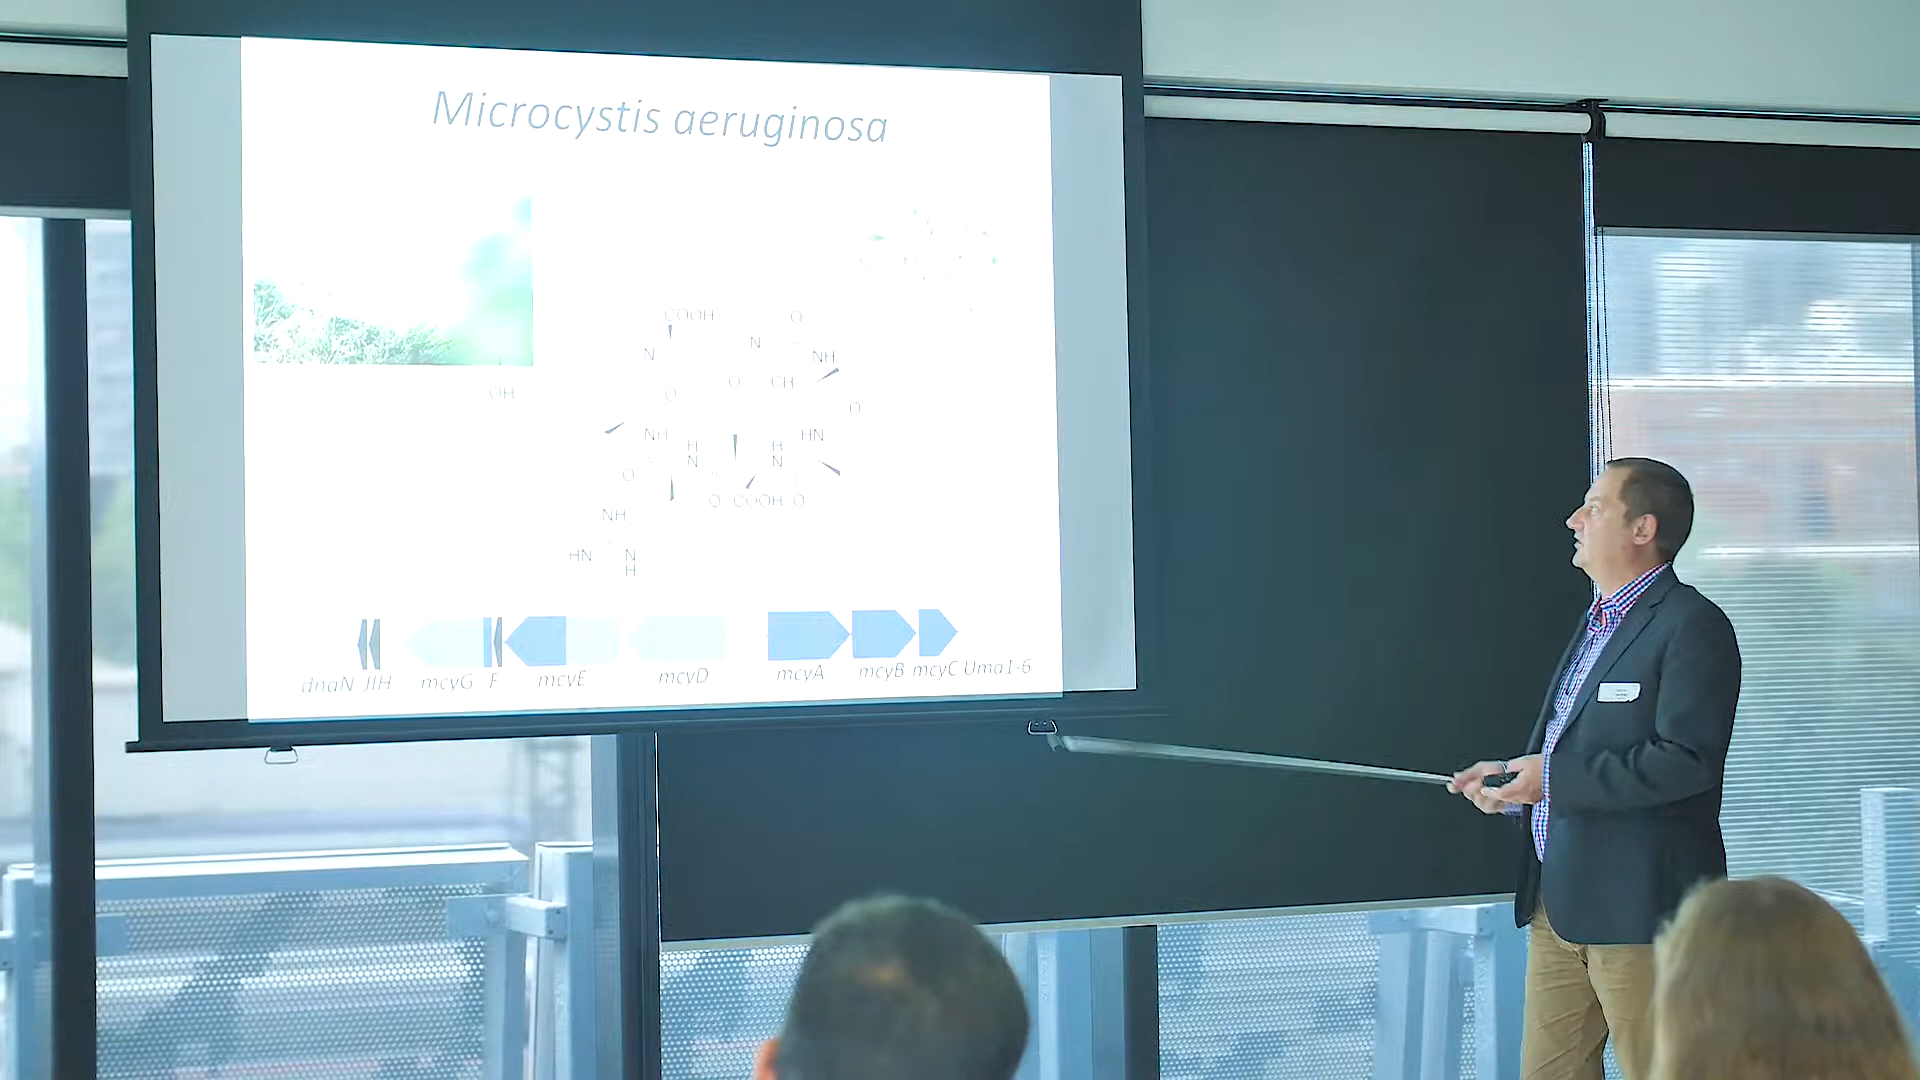 Microcystis aeruginosa
COOH
O
N
N
NH
O
CH
O
O
OH
NH
H
N
H
N
HN
O
O
COOH
O
NH
HN
N
H
dnaN JIH mcyG F mcyE mcyD mcyA mcyB mcyC Uma1-6